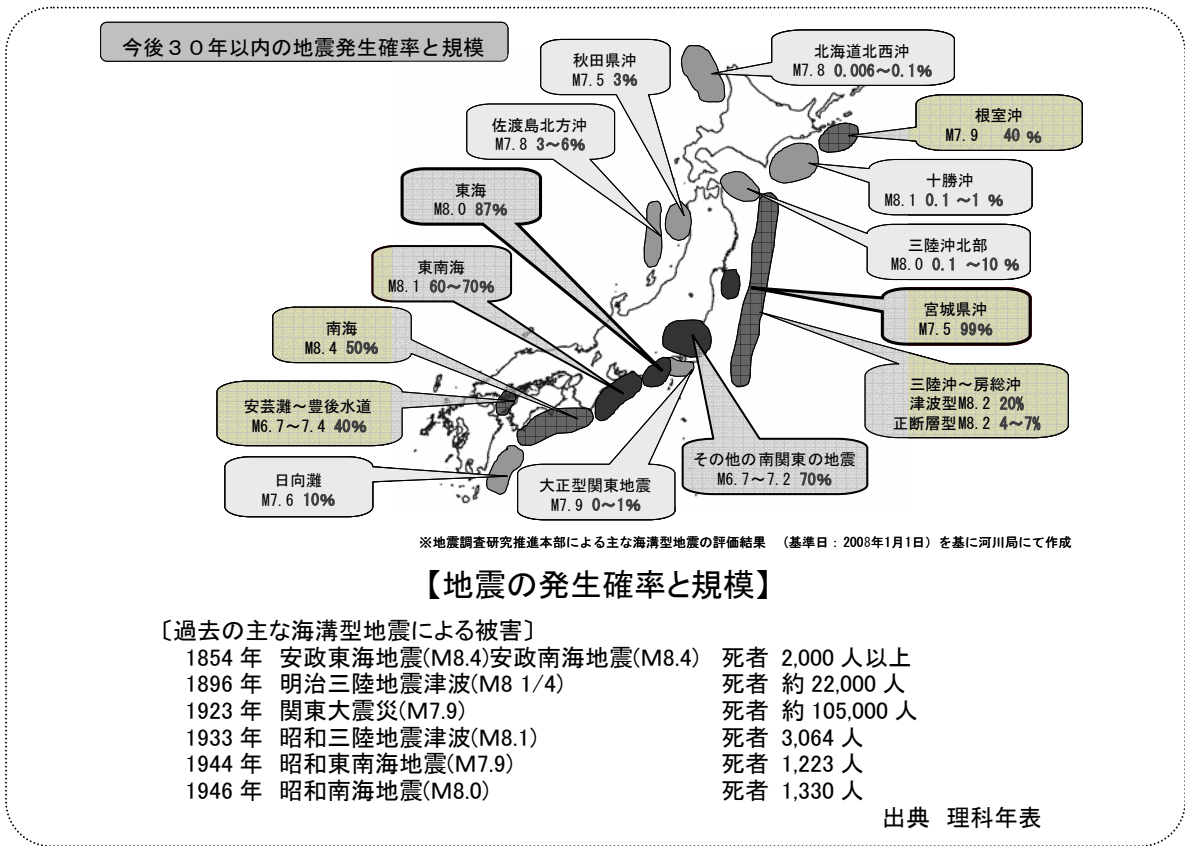 今後３０年以内の地震発生確率と規模
北海道北西沖
M7.8 0.006～0.1%
秋田県沖
M7.5 3%
根室沖
M7.9 40 %
佐渡島北方沖
M7.8 3～6%
十勝沖
M8.1 0.1 ～1 %
東海
M8.0 87%
三陸沖北部
M8.0 0.1 ～10 %
東南海
M8.1 60～70%
宮城県沖
M7.5 99%
南海
M8.4 50%
三陸沖～房総沖
津波型M8.2 20%
正断層型M8.2 4～7%
安芸灘～豊後水道
M6.7～7.4 40%
その他の南関東の地震
M6.7～7.2 70%
日向灘
M7.6 10%
大正型関東地震
M7.9 0～1%
※地震調査研究推進本部による主な海溝型地震の評価結果 （基準日：2008年1月1日）を基に河川局にて作成
【地震の発生確率と規模】
〔過去の主な海溝型地震による被害〕
1854 年 安政東海地震(M8.4)安政南海地震(M8.4) 死者 2,000 人以上
1896 年 明治三陸地震津波(M8 1/4) 死者 約 22,000 人
1923 年 関東大震災(M7.9) 死者 約 105,000 人
1933 年 昭和三陸地震津波(M8.1) 死者 3,064 人
1944 年 昭和東南海地震(M7.9) 死者 1,223 人
1946 年 昭和南海地震(M8.0) 死者 1,330 人
出典 理科年表